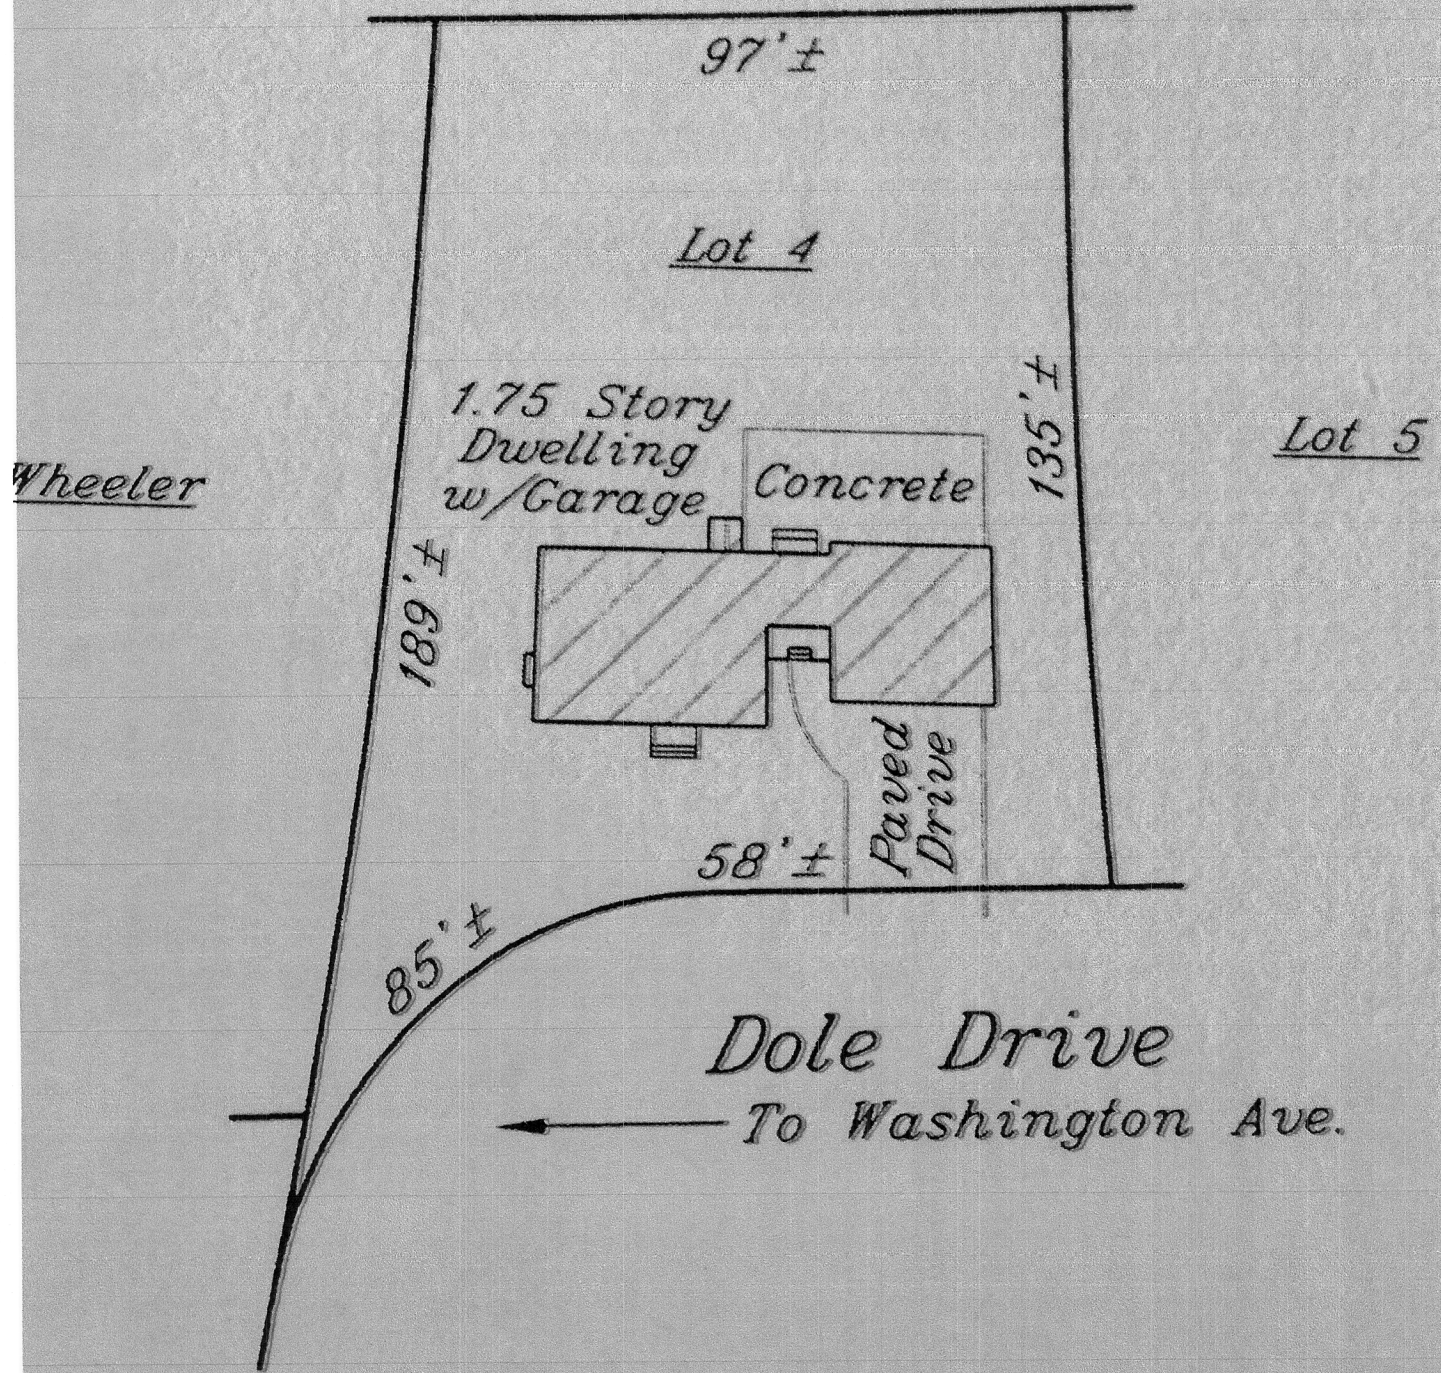 97'±
Lot 4
1.75 Story
Dwelling
w/Garage
Concrete
135'±
Lot 5
Wheeler
189'±
Paved
Drive
58'±
85'±
Dole Drive
To Washington Ave.